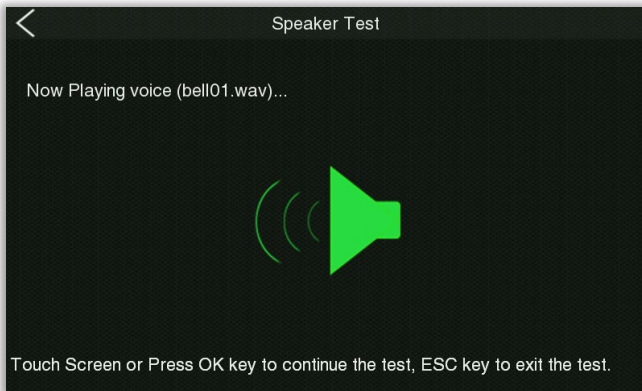 Speaker Test
Now Playing voice (bell01.wav)...
Touch Screen or Press OK key to continue the test, ESC key to exit the test.